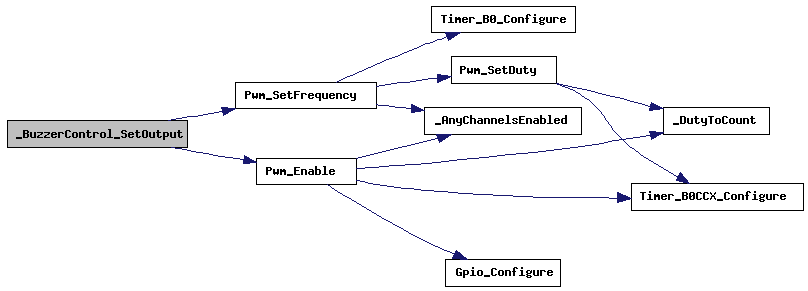 Timer_B0_Configure
Pwm_SetDuty
Pwm_SetFrequency
_AnyChannelsEnabled
_DutyToCount
_BuzzerControl_SetOutput
Pwm_Enable
Timer_B0CCX_Configure
Gpio_Configure